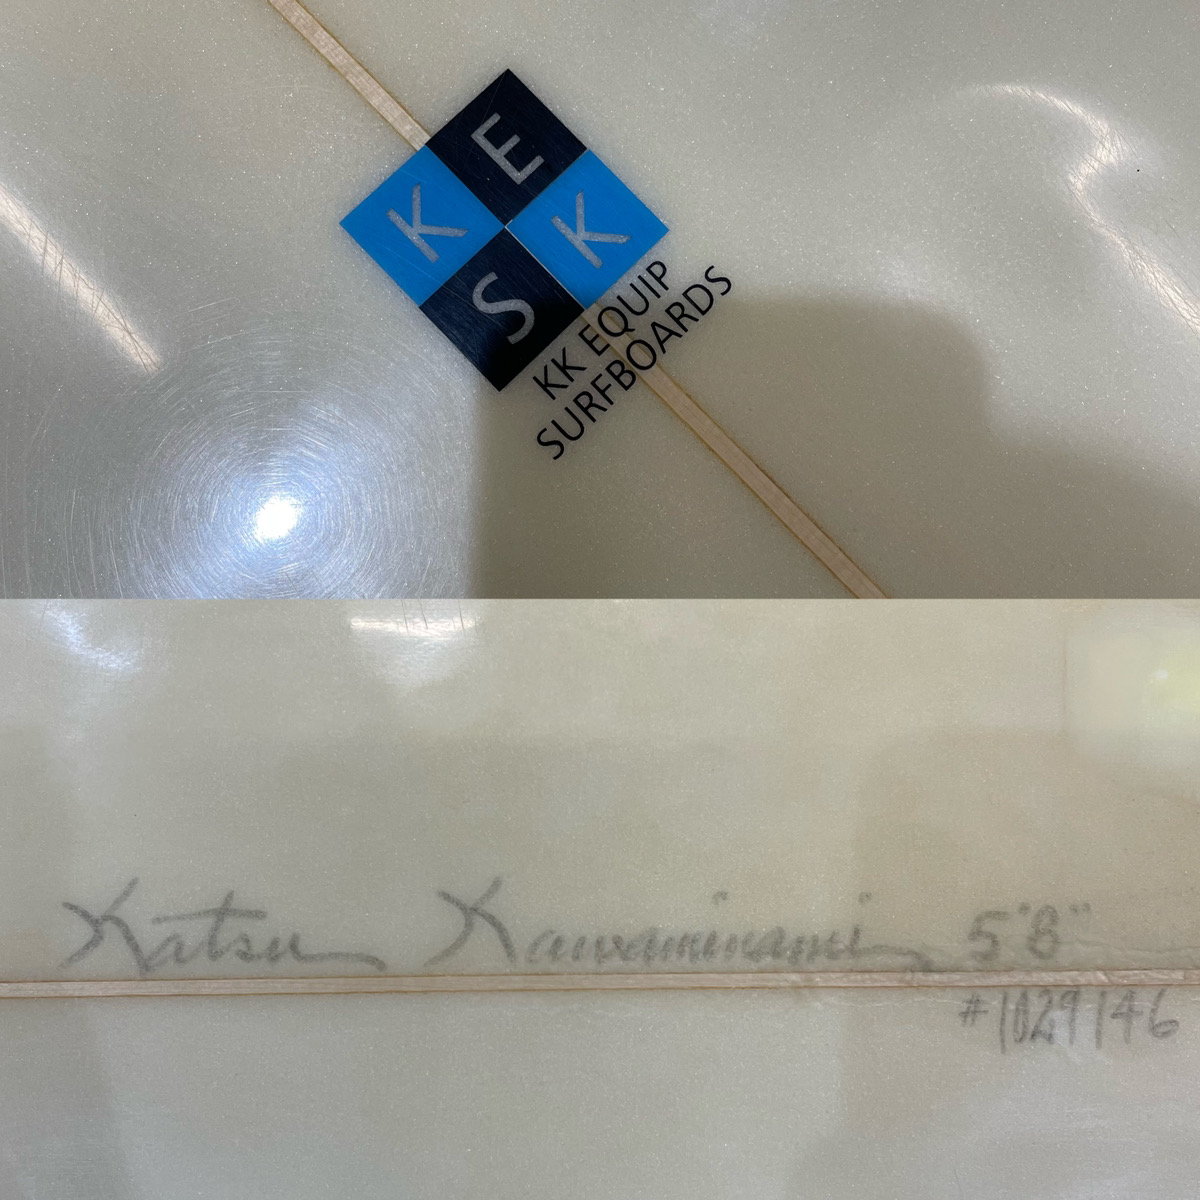 E
K K
S
KK EQUIP
SURFBOARDS
Katsu Kawaminami 5'8"
#1029146